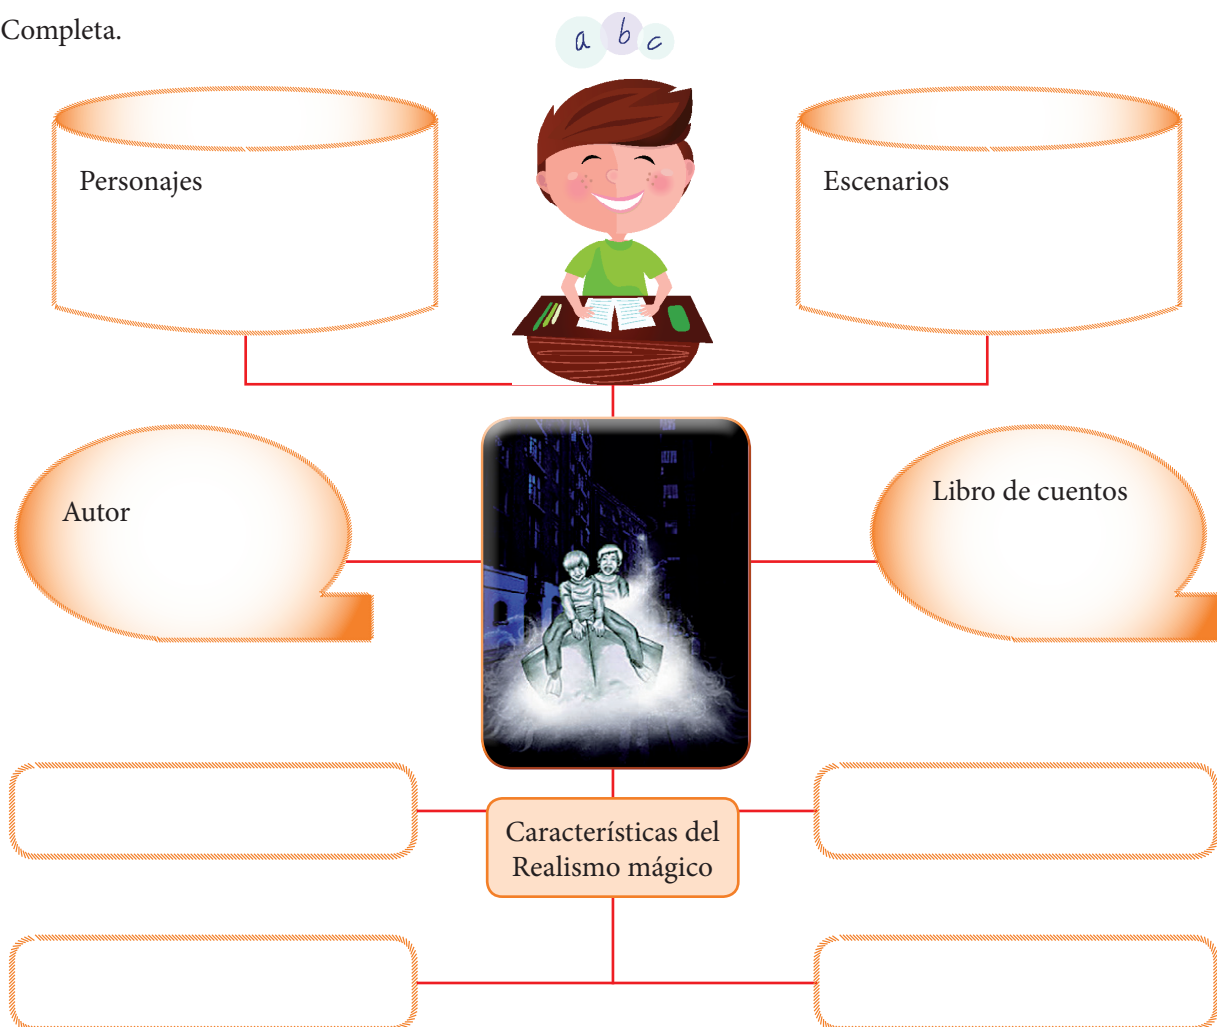 Completa.
a b c
Personajes
Escenarios
Autor
Libro de cuentos
Características del
Realismo mágico